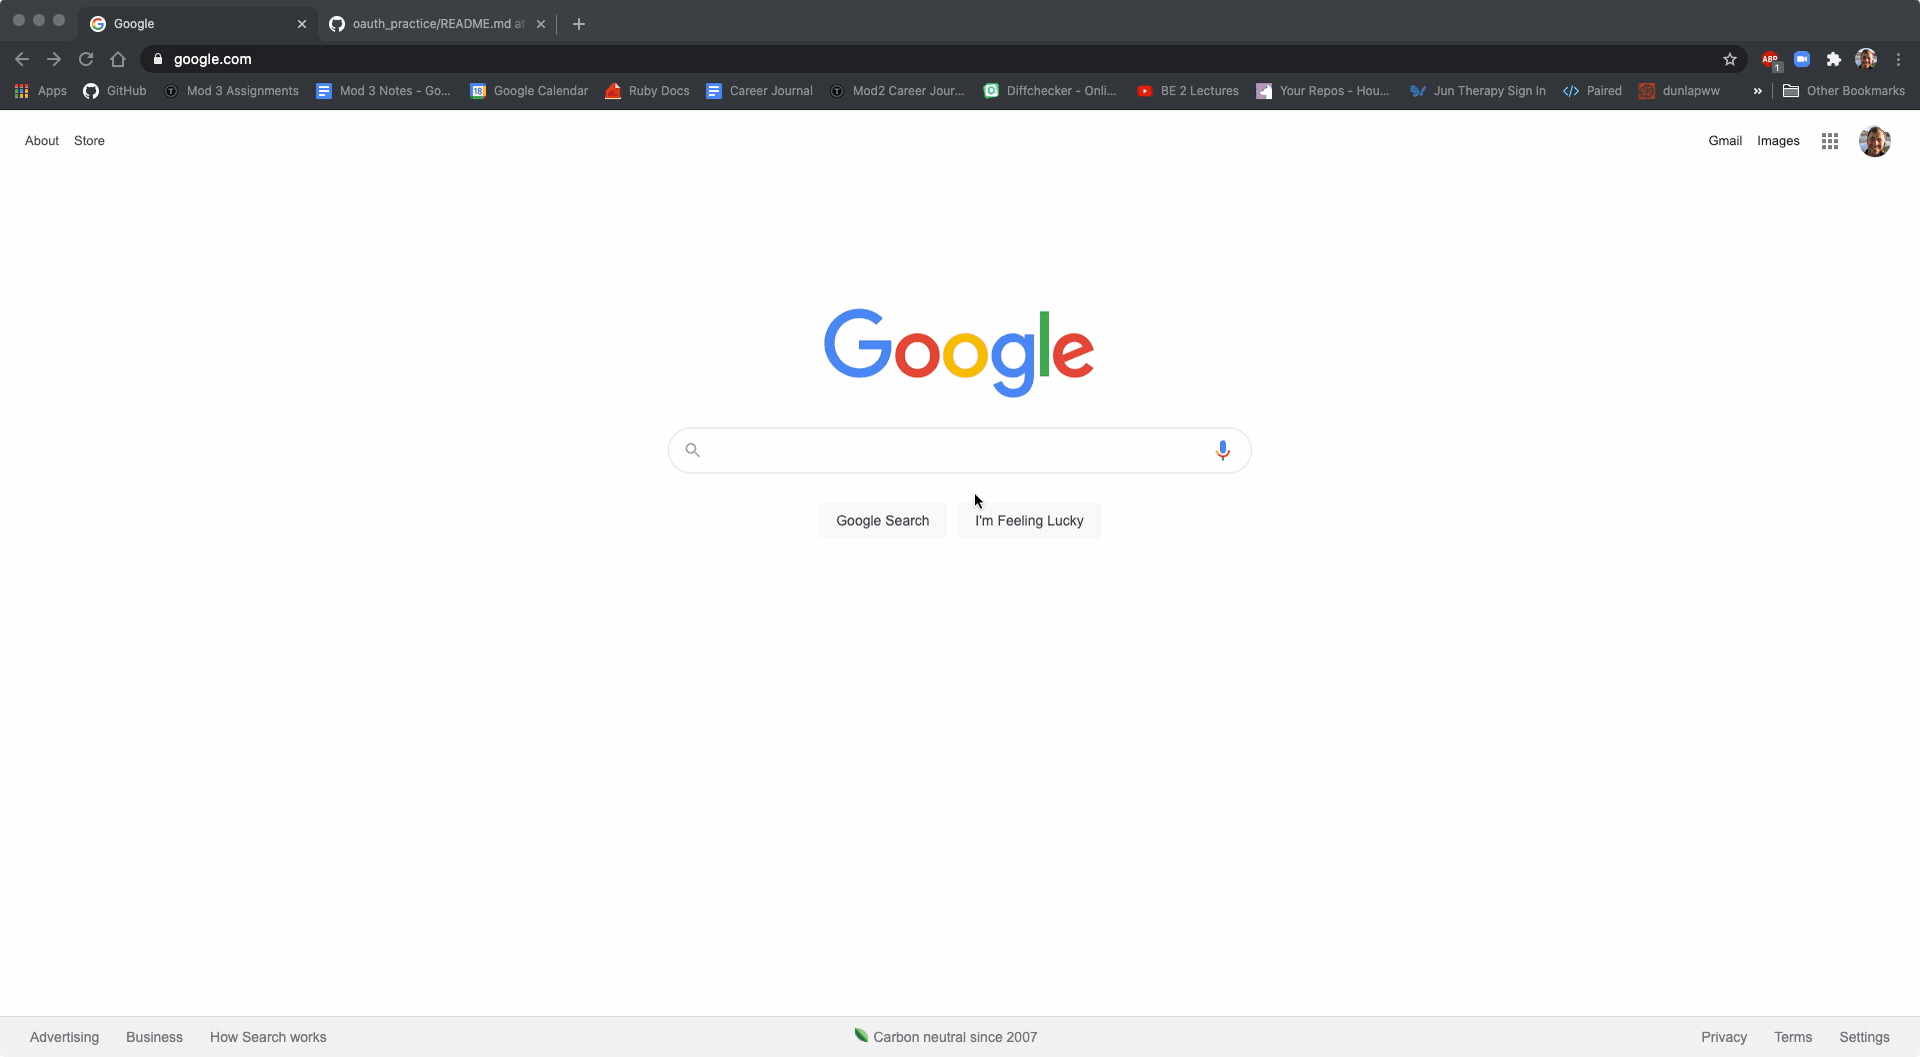 Google
oauth_practice/README.md at
google.com
ABP
1
Apps
GitHub
Mod 3 Assignments
Mod 3 Notes - Go...
18
Google Calendar
Ruby Docs
Career Journal
Mod2 Career Jour...
Diffchecker - Onli...
BE 2 Lectures
Your Repos - Hou...
Jun Therapy Sign In
Paired
dunlapww
»
Other Bookmarks
About Store
Gmail Images
Google
Google Search
I'm Feeling Lucky
Advertising Business How Search works
Carbon neutral since 2007
Privacy Terms Settings